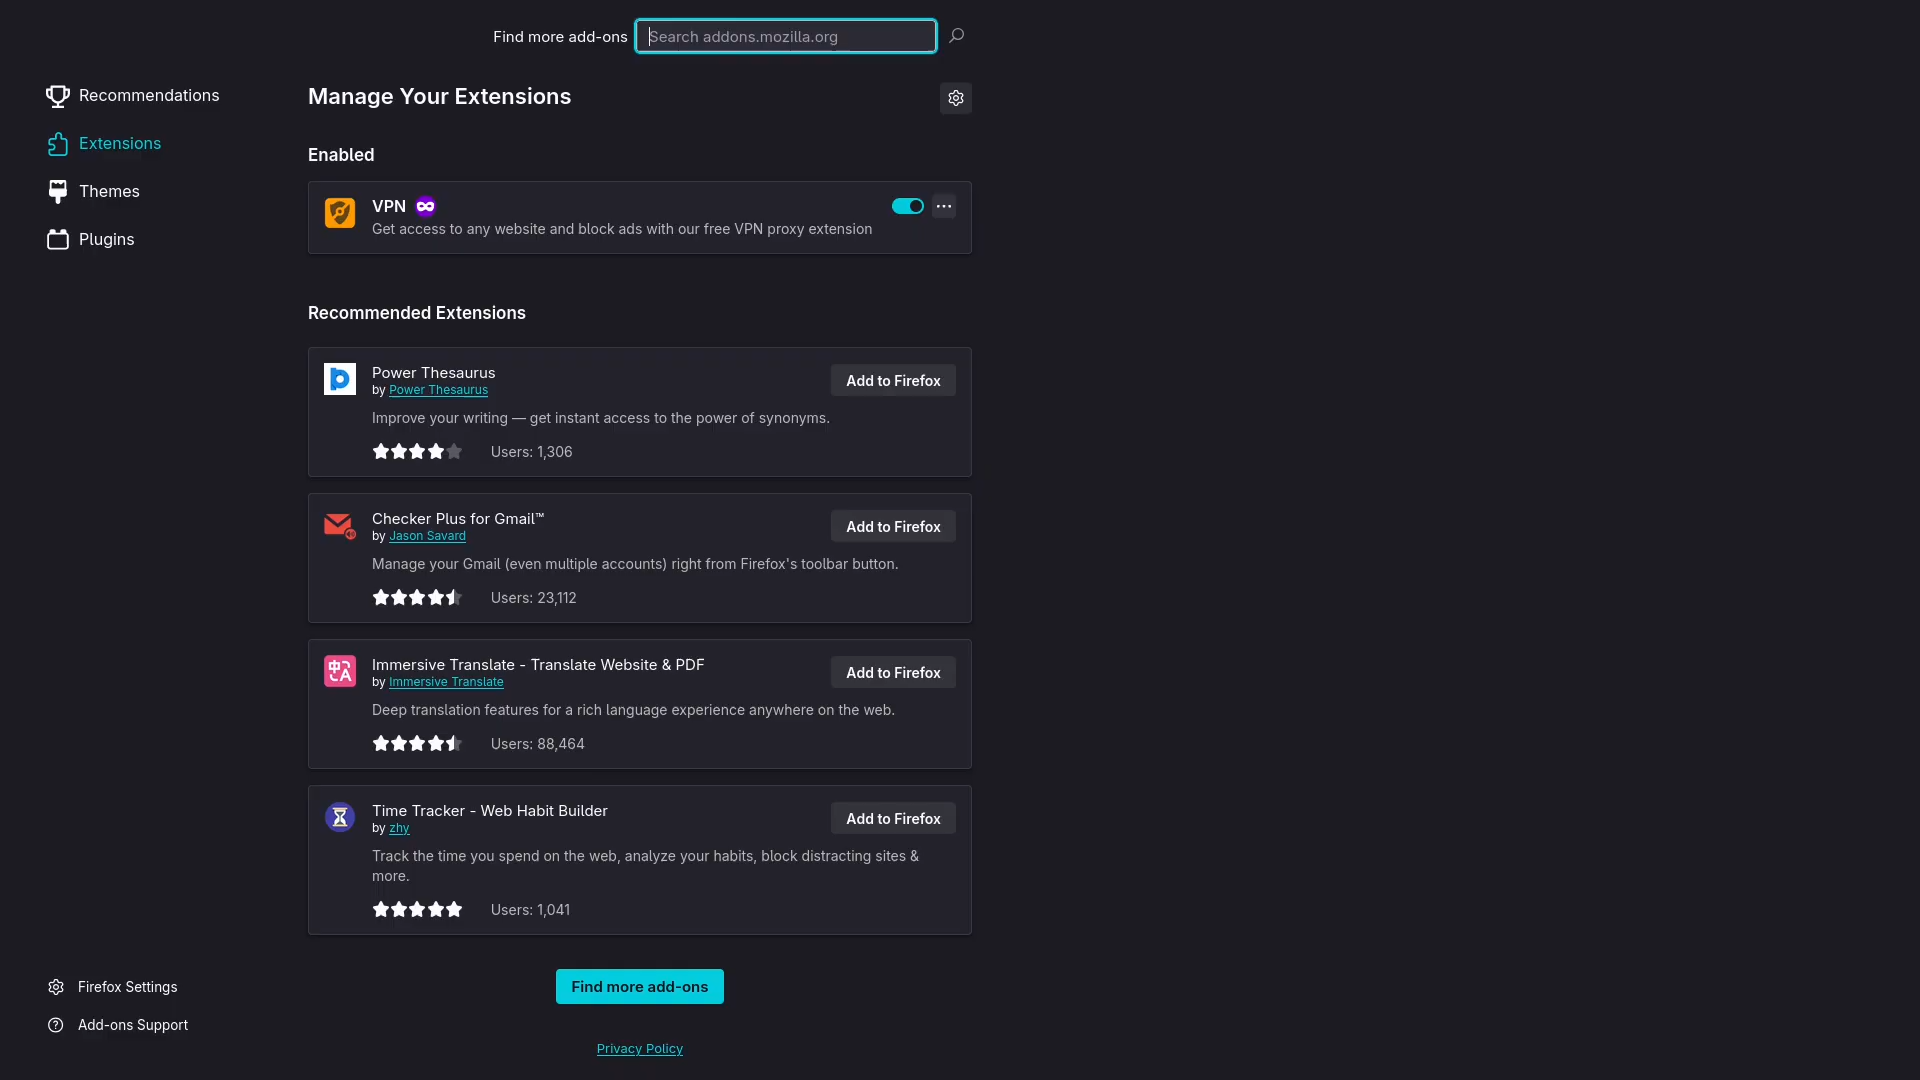 Find more add-ons
Search addons.mozilla.org
Recommendations
Extensions
Themes
Plugins
Manage Your Extensions
Enabled
VPN
Get access to any website and block ads with our free VPN proxy extension
Recommended Extensions
Power Thesaurus
by Power Thesaurus
Add to Firefox
Improve your writing — get instant access to the power of synonyms.
Users: 1,306
Checker Plus for Gmail™
by Jason Savard
Add to Firefox
Manage your Gmail (even multiple accounts) right from Firefox's toolbar button.
Users: 23,112
Immersive Translate - Translate Website & PDF
by Immersive Translate
Add to Firefox
Deep translation features for a rich language experience anywhere on the web.
Users: 88,464
Time Tracker - Web Habit Builder
by zhy
Add to Firefox
Track the time you spend on the web, analyze your habits, block distracting sites &
more.
Users: 1,041
Firefox Settings
Add-ons Support
Find more add-ons
Privacy Policy